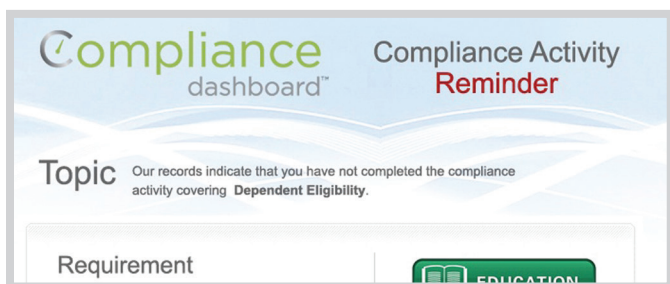 Compliance
dashboard™
Compliance Activity
Reminder
Topic
Our records indicate that you have not completed the compliance
activity covering Dependent Eligibility.
Requirement
EDUCATION